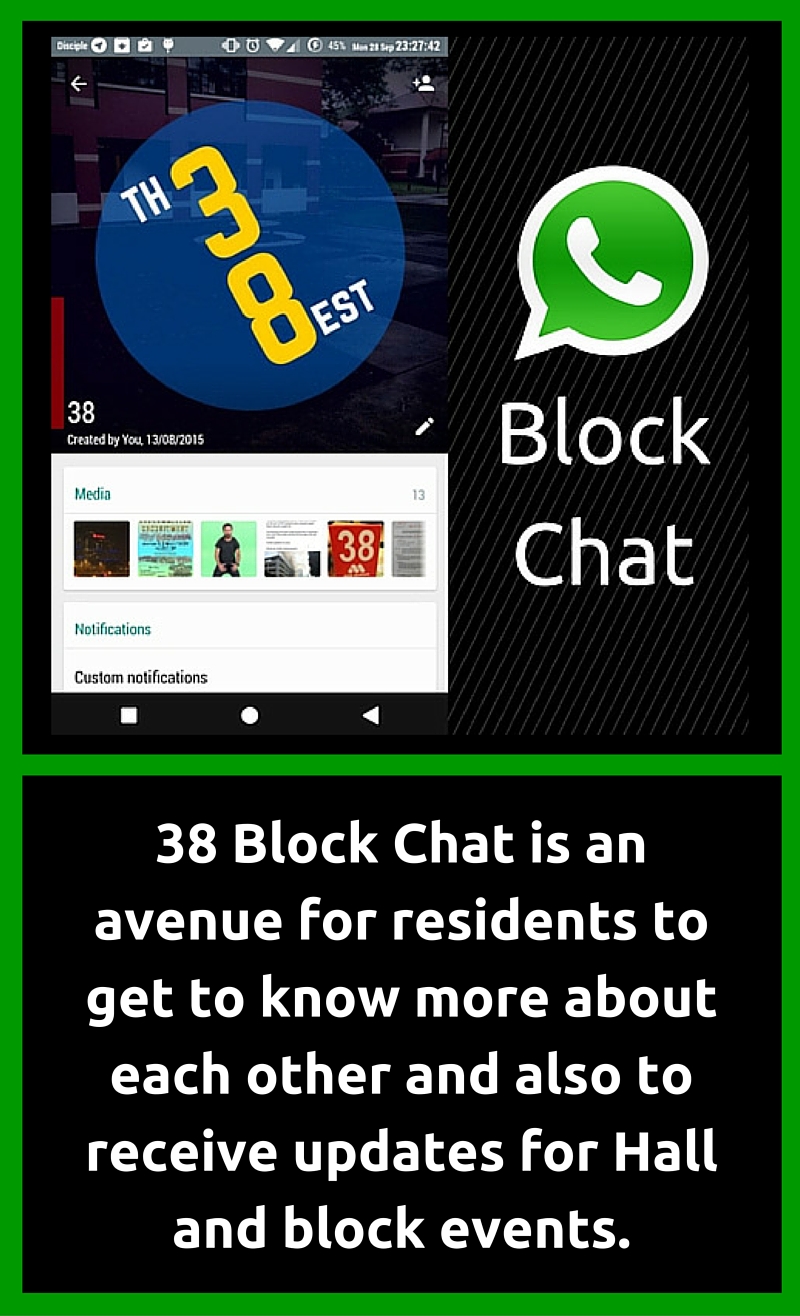 Disciple 45% Mon 28 Sep 23:27:42
TH 38 EST
38
Created by You, 13/08/2015
Media 13
38
Notifications
Custom notifications
Block
Chat
38 Block Chat is an
avenue for residents to
get to know more about
each other and also to
receive updates for Hall
and block events.